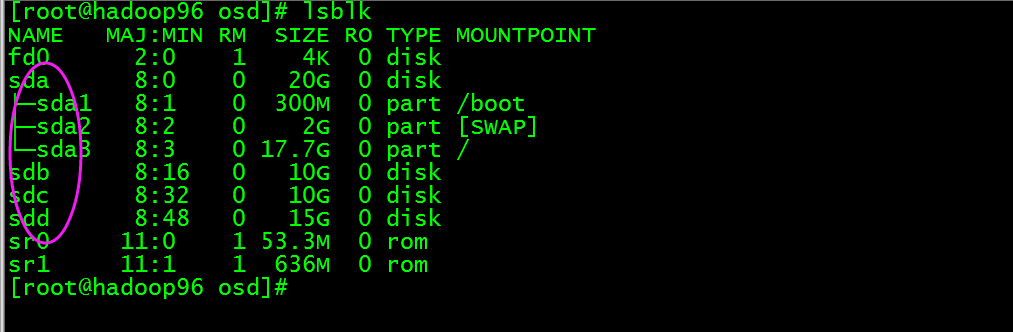 [root@hadoop96 osd]# lsblk
NAME   MAJ:MIN RM   SIZE RO TYPE MOUNTPOINT
fd0      2:0    1     4K  0 disk
sda      8:0    0    20G  0 disk
├─sda1   8:1    0   300M  0 part /boot
├─sda2   8:2    0     2G  0 part [SWAP]
└─sda3   8:3    0  17.7G  0 part /
sdb      8:16   0    10G  0 disk
sdc      8:32   0    10G  0 disk
sdd      8:48   0    15G  0 disk
sr0     11:0    1  53.3M  0 rom
sr1     11:1    1   636M  0 rom
[root@hadoop96 osd]#